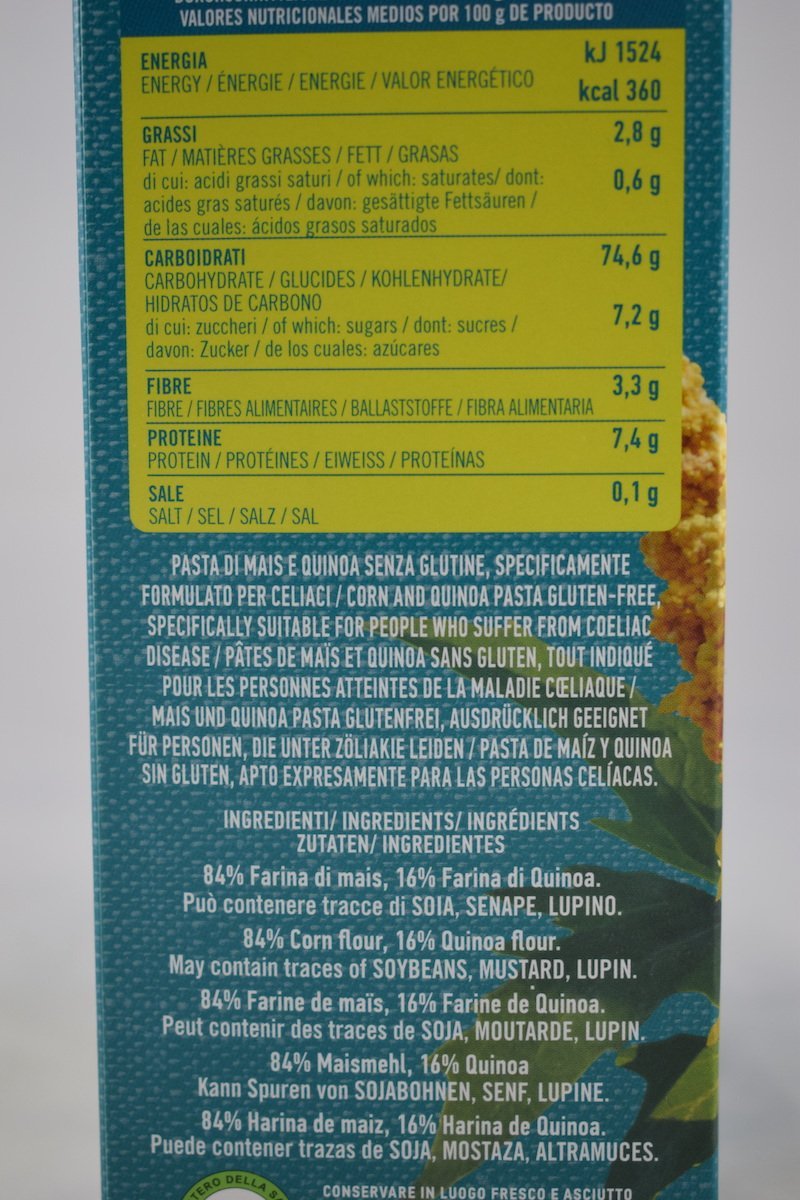 VALORES NUTRICIONALES MEDIOS POR 100 g DE PRODUCTO
ENERGIA kJ 1524
ENERGY / ÉNERGIE / ENERGIE / VALOR ENERGÉTICO kcal 360
GRASSI 2,8 g
FAT / MATIÈRES GRASSES / FETT / GRASAS
di cui: acidi grassi saturi / of which: saturates/ dont: 0,6 g
acides gras saturés / davon: gesättigte Fettsäuren /
de las cuales: ácidos grasos saturados
CARBOIDRATI 74,6 g
CARBOHYDRATE / GLUCIDES / KOHLENHYDRATE/
HIDRATOS DE CARBONO
di cui: zuccheri / of which: sugars / dont: sucres / 7,2 g
davon: Zucker / de los cuales: azúcares
FIBRE 3,3 g
FIBRE / FIBRES ALIMENTAIRES / BALLASTSTOFFE / FIBRA ALIMENTARIA
PROTEINE 7,4 g
PROTEIN / PROTÉINES / EIWEISS / PROTEÍNAS
SALE 0,1 g
SALT / SEL / SALZ / SAL
PASTA DI MAIS E QUINOA SENZA GLUTINE, SPECIFICAMENTE
FORMULATO PER CELIACI / CORN AND QUINOA PASTA GLUTEN-FREE,
SPECIFICALLY SUITABLE FOR PEOPLE WHO SUFFER FROM COELIAC
DISEASE / PÂTES DE MAÏS ET QUINOA SANS GLUTEN, TOUT INDIQUÉ
POUR LES PERSONNES ATTEINTES DE LA MALADIE CŒLIAQUE /
MAIS UND QUINOA PASTA GLUTENFREI, AUSDRÜCKLICH GEEIGNET
FÜR PERSONEN, DIE UNTER ZÖLIAKIE LEIDEN / PASTA DE MAÍZ Y QUINOA
SIN GLUTEN, APTO EXPRESAMENTE PARA LAS PERSONAS CELÍACAS.
INGREDIENTI/ INGREDIENTS/ INGRÉDIENTS
ZUTATEN/ INGREDIENTES
84% Farina di mais, 16% Farina di Quinoa.
Può contenere tracce di SOIA, SENAPE, LUPINO.
84% Corn flour, 16% Quinoa flour.
May contain traces of SOYBEANS, MUSTARD, LUPIN.
84% Farine de maïs, 16% Farine de Quinoa.
Peut contenir des traces de SOJA, MOUTARDE, LUPIN.
84% Maismehl, 16% Quinoa
Kann Spuren von SOJABOHNEN, SENF, LUPINE.
84% Harina de maiz, 16% Harina de Quinoa.
Puede contener trazas de SOJA, MOSTAZA, ALTRAMUCES.
DELLA
CONSERVARE IN LUOGO FRESCO E ASCIUTTO